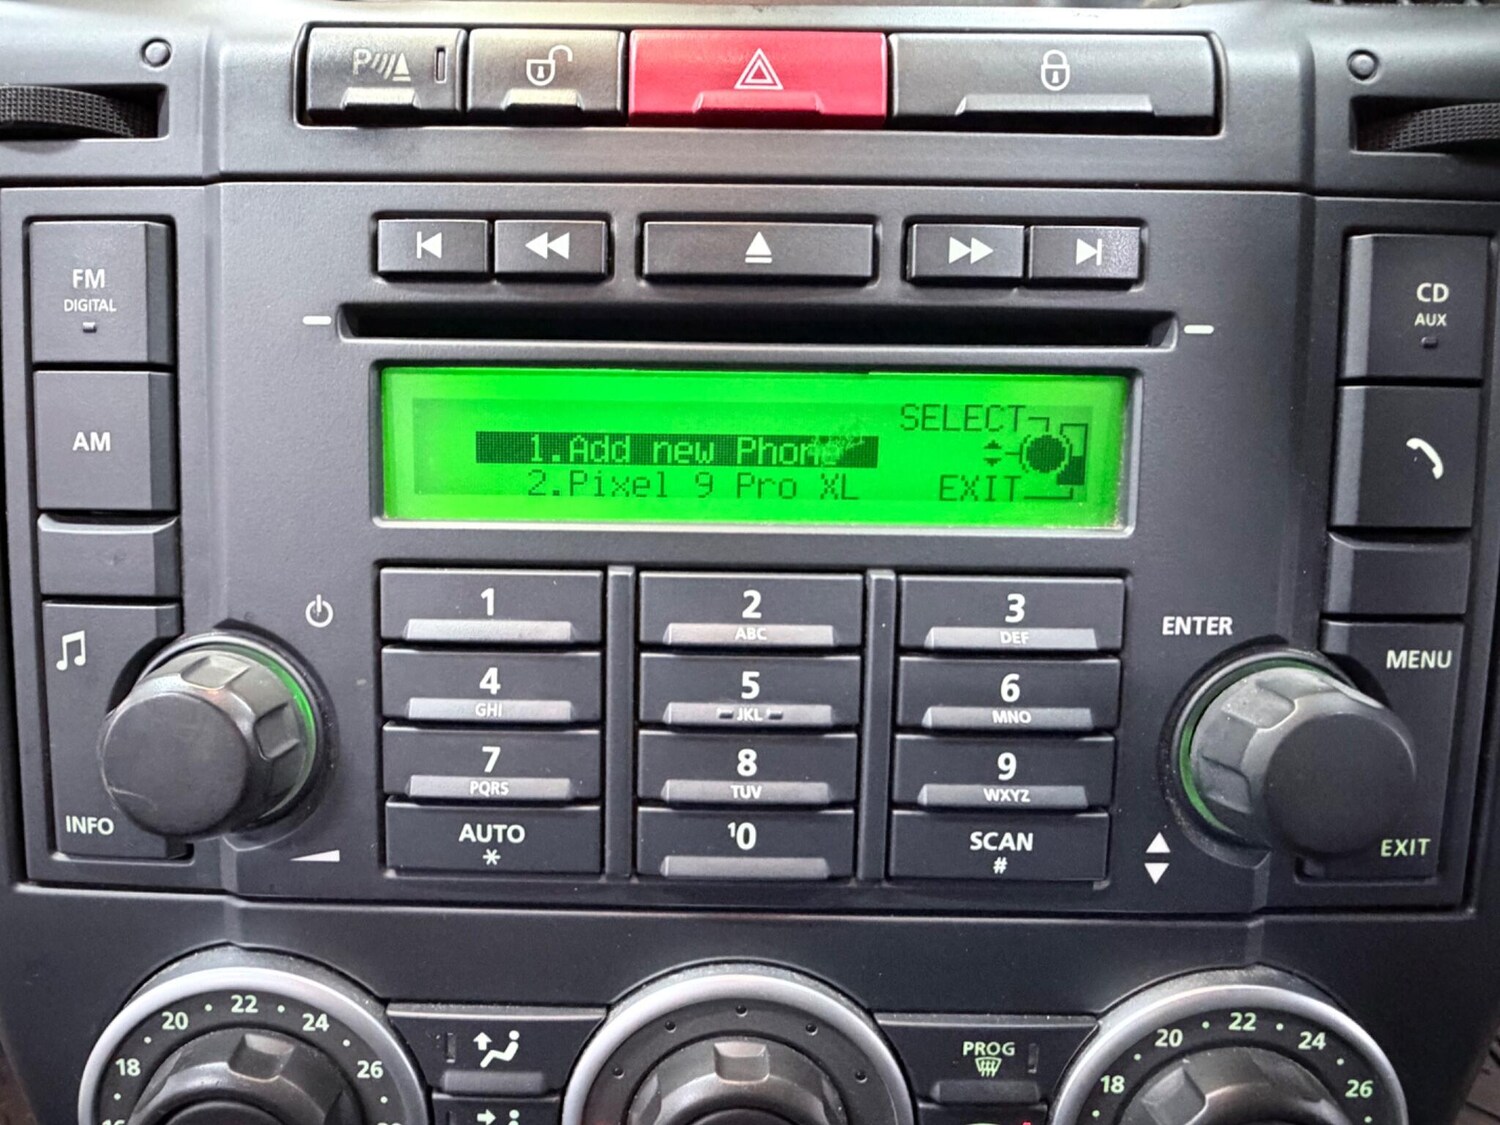 P
FM
DIGITAL
CD
AUX
AM
SELECT
1.Add new Phone
2.Pixel 9 Pro XL
EXIT
1
2
ABC
3
DEF
ENTER
MENU
4
GHI
5
JKL
6
MNO
7
PQRS
8
TUV
9
WXYZ
INFO
AUTO
*
10
SCAN
#
EXIT
18 20 22 24 26
PROG
18 20 22 24 26